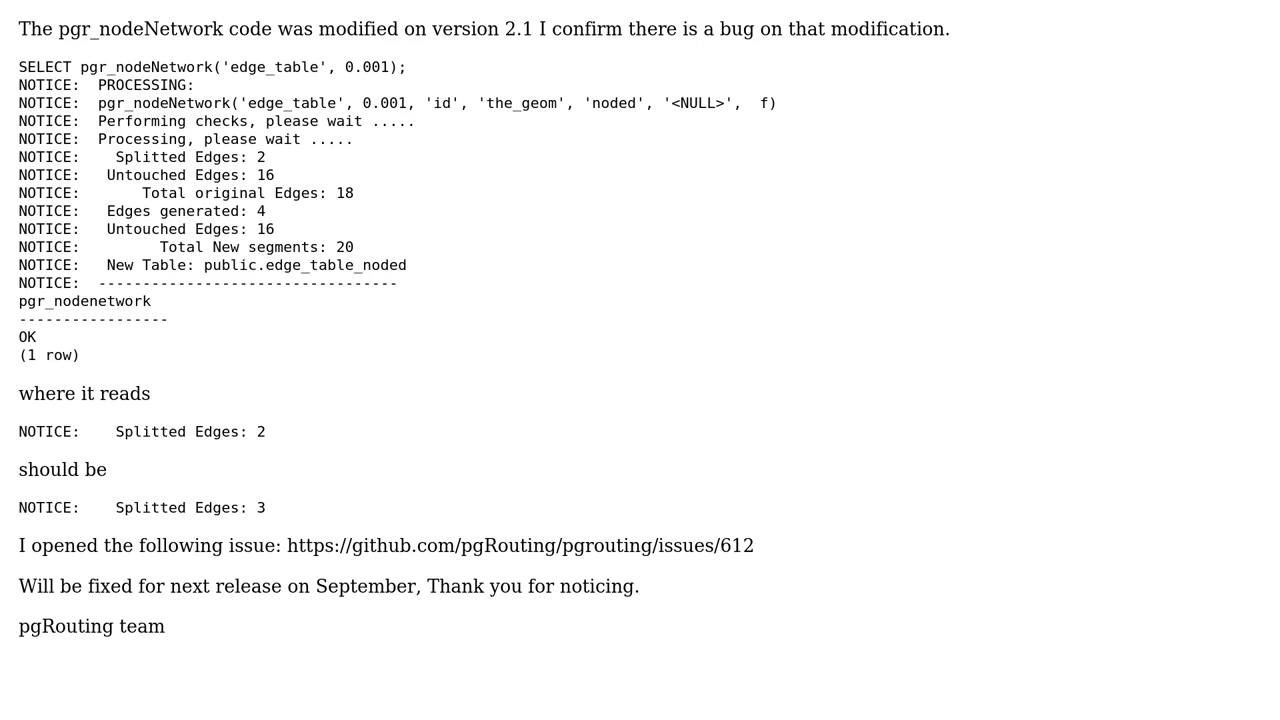 The pgr_nodeNetwork code was modified on version 2.1 I confirm there is a bug on that modification.
SELECT pgr_nodeNetwork('edge_table', 0.001);
NOTICE:  PROCESSING:
NOTICE:  pgr_nodeNetwork('edge_table', 0.001, 'id', 'the_geom', 'noded', '<NULL>',  f)
NOTICE:  Performing checks, please wait .....
NOTICE:  Processing, please wait .....
NOTICE:    Splitted Edges: 2
NOTICE:   Untouched Edges: 16
NOTICE:       Total original Edges: 18
NOTICE:   Edges generated: 4
NOTICE:   Untouched Edges: 16
NOTICE:         Total New segments: 20
NOTICE:   New Table: public.edge_table_noded
NOTICE:  ----------------------------------
pgr_nodenetwork
-----------------
OK
(1 row)
where it reads
NOTICE:    Splitted Edges: 2
should be
NOTICE:    Splitted Edges: 3
I opened the following issue: https://github.com/pgRouting/pgrouting/issues/612
Will be fixed for next release on September, Thank you for noticing.
pgRouting team